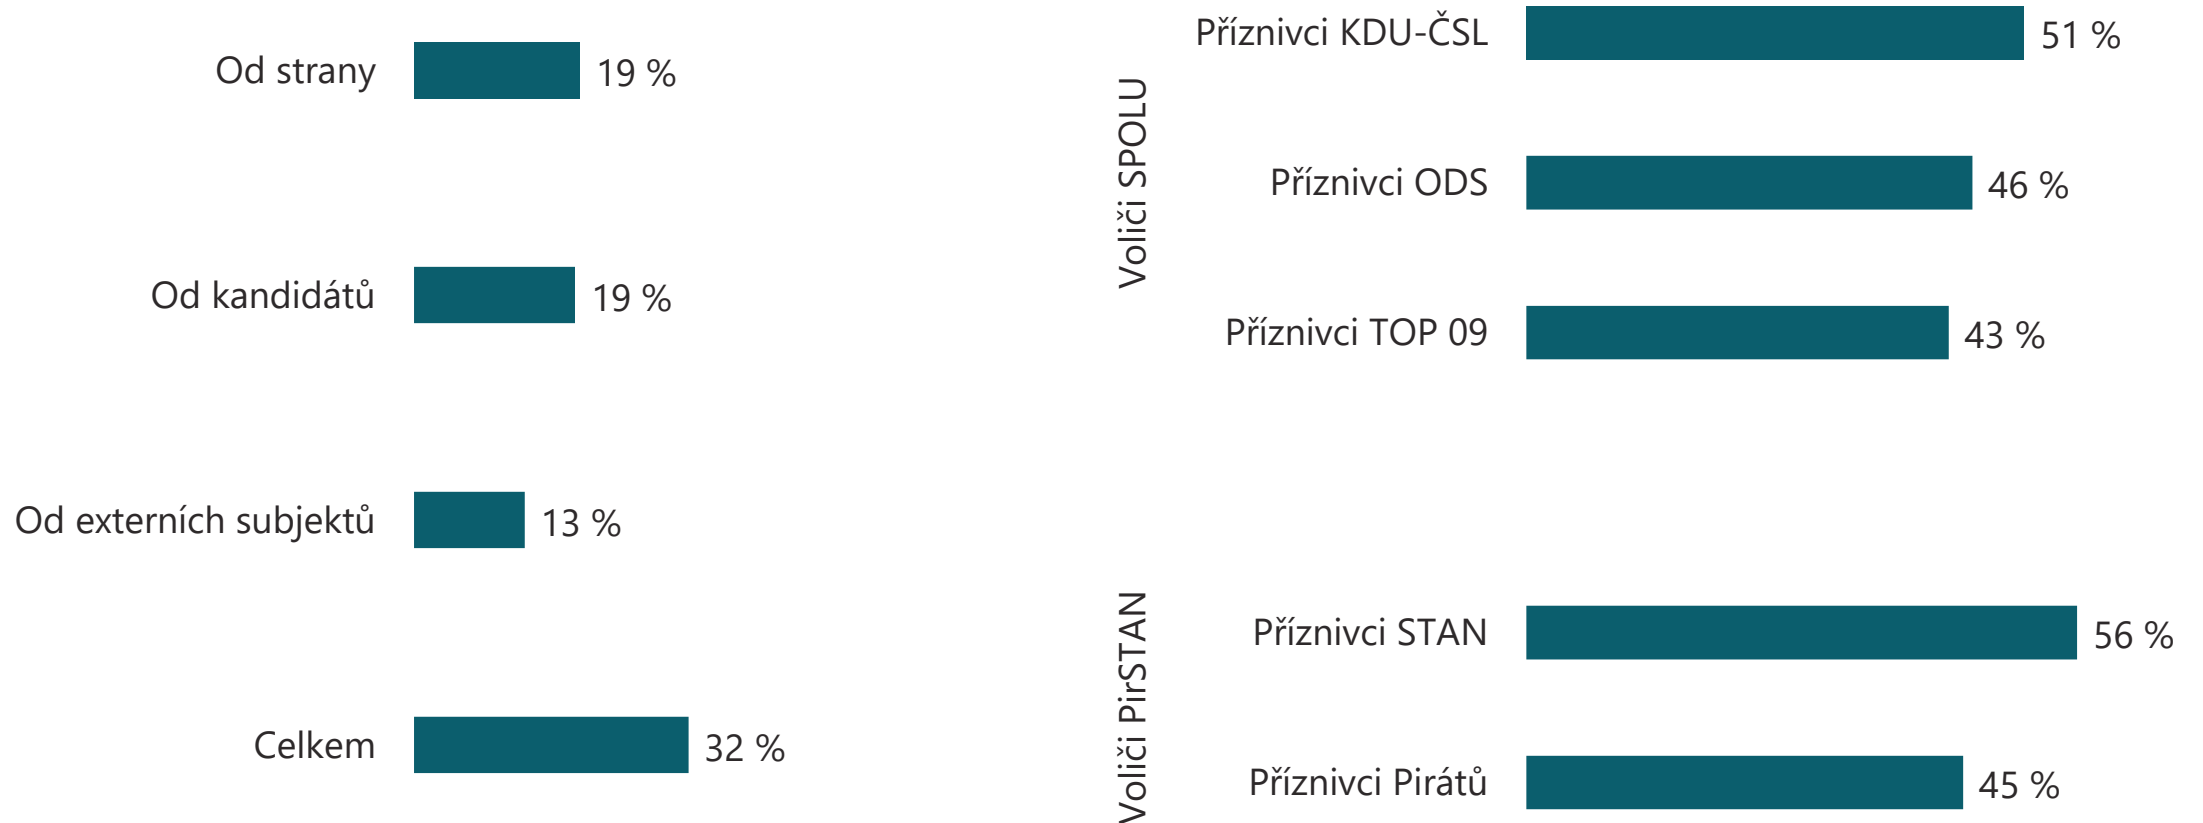 Od strany 19 %
Od kandidátů 19 %
Od externích subjektů 13 %
Celkem 32 %
Voliči SPOLU
Příznivci KDU-ČSL 51 %
Příznivci ODS 46 %
Příznivci TOP 09 43 %
Voliči PirSTAN
Příznivci STAN 56 %
Příznivci Pirátů 45 %